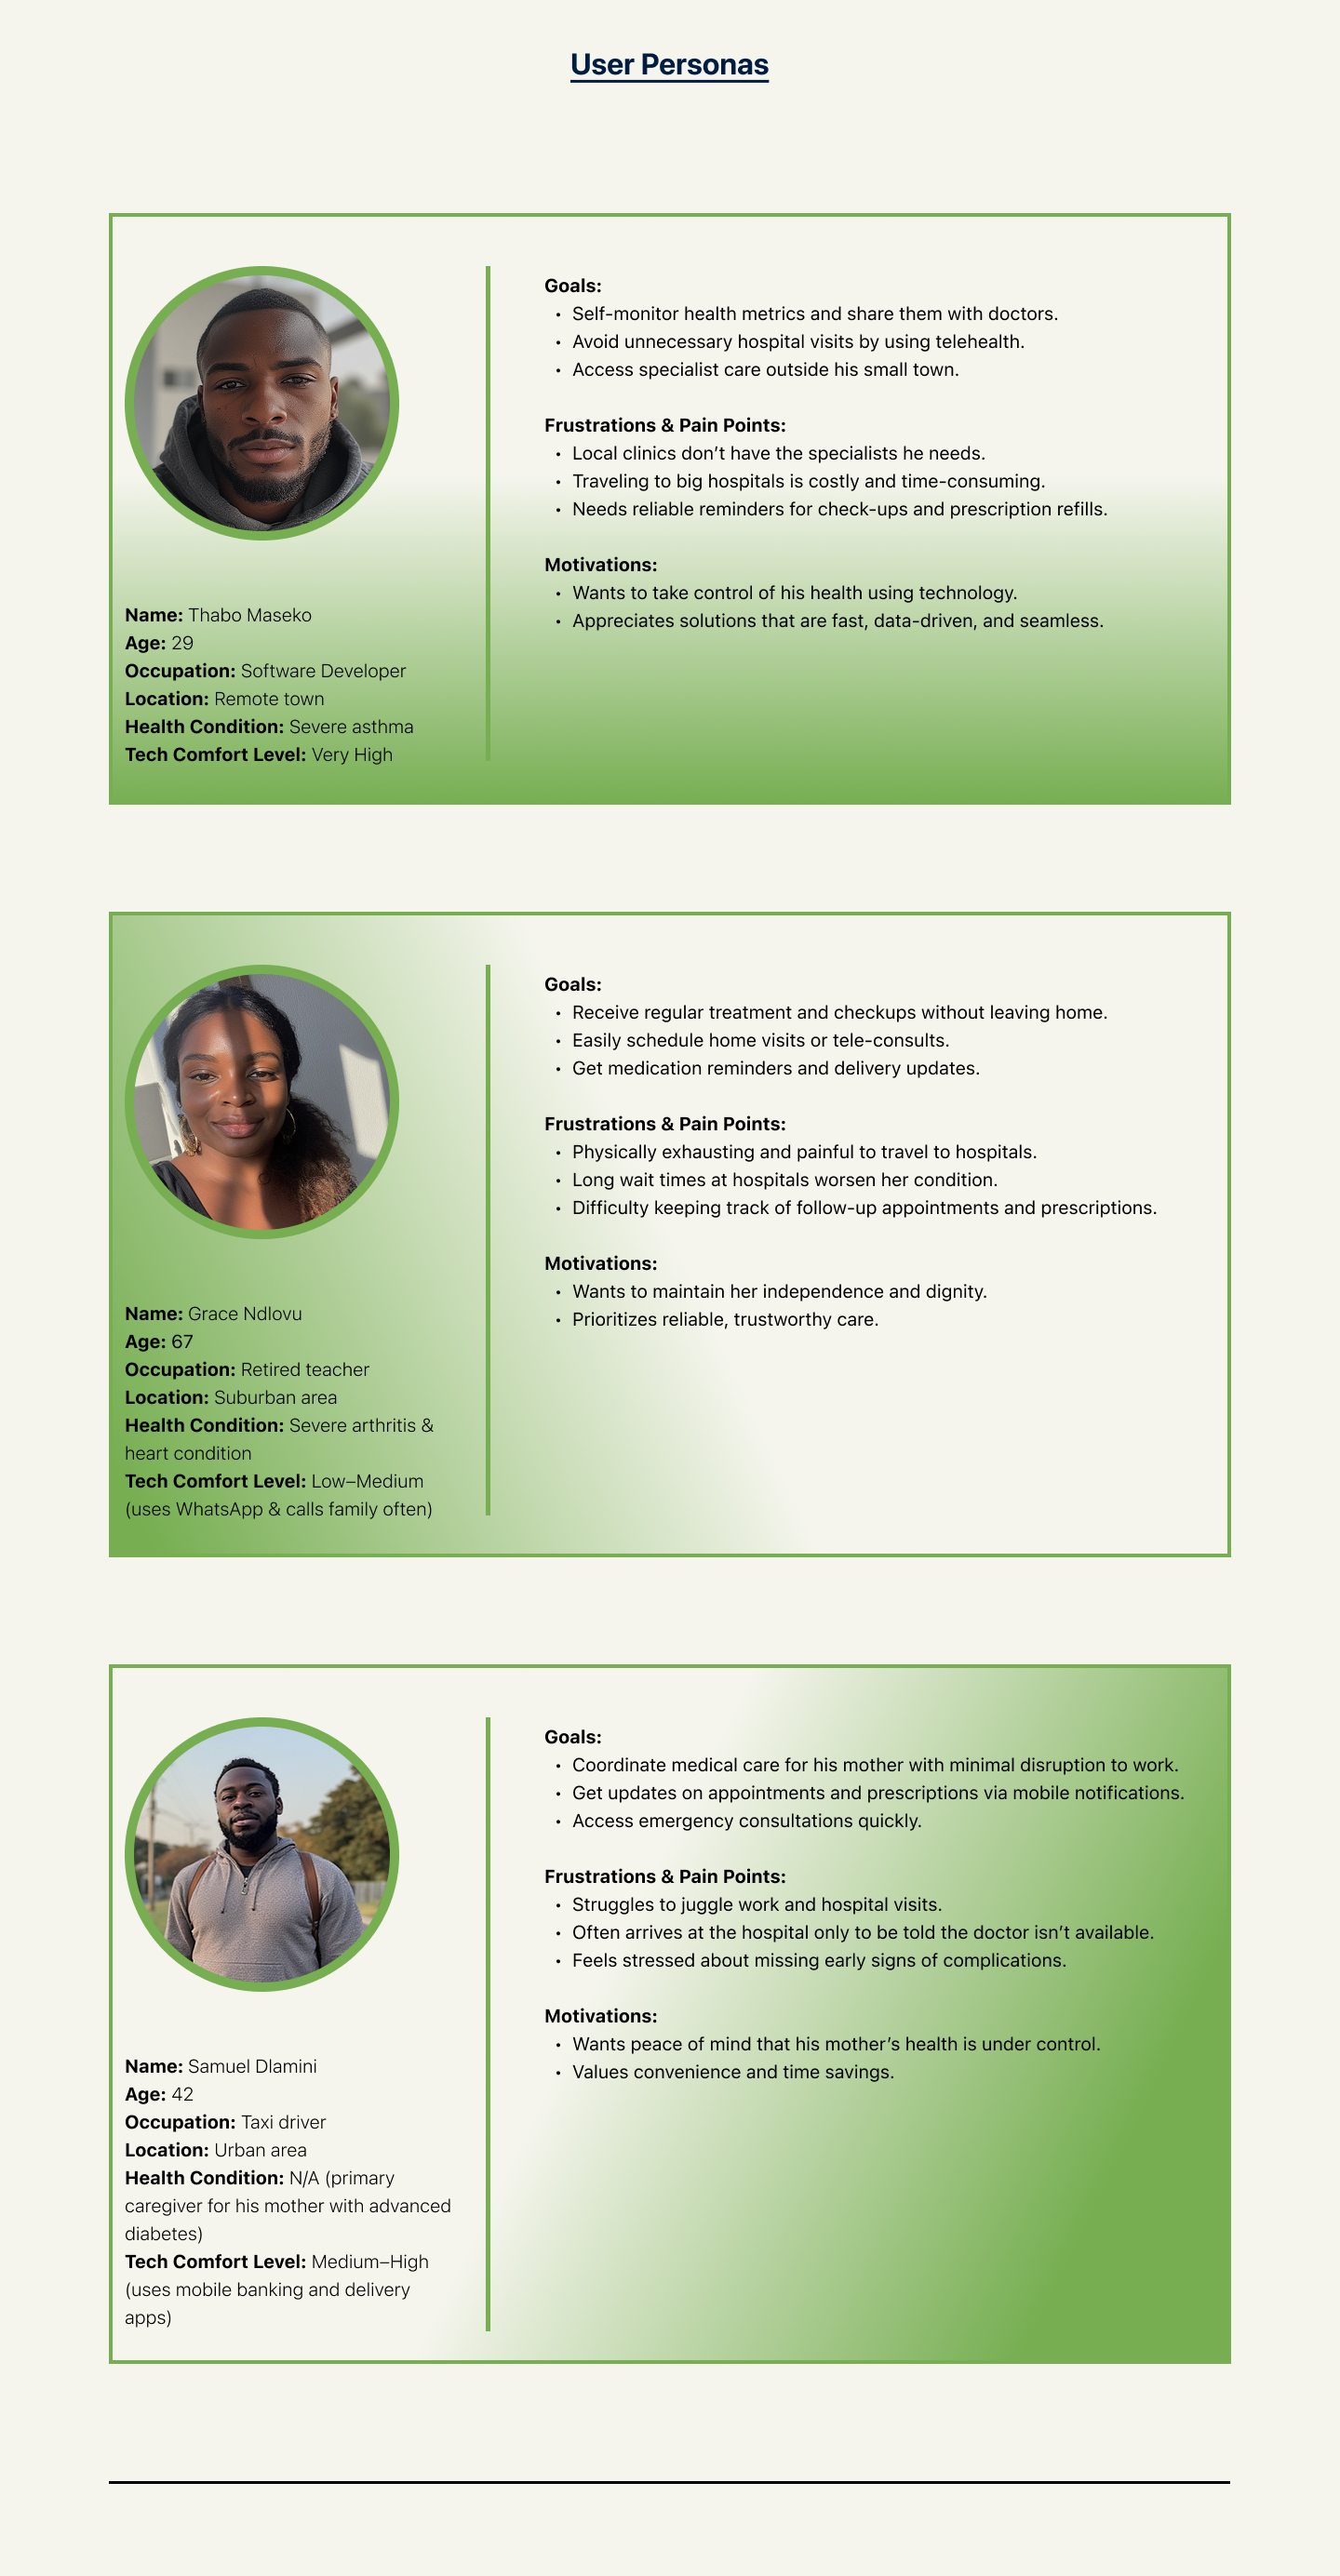 User Personas
Goals:
• Self-monitor health metrics and share them with doctors.
• Avoid unnecessary hospital visits by using telehealth.
• Access specialist care outside his small town.
Frustrations & Pain Points:
• Local clinics don’t have the specialists he needs.
• Traveling to big hospitals is costly and time-consuming.
• Needs reliable reminders for check-ups and prescription refills.
Motivations:
• Wants to take control of his health using technology.
• Appreciates solutions that are fast, data-driven, and seamless.
Name: Thabo Maseko
Age: 29
Occupation: Software Developer
Location: Remote town
Health Condition: Severe asthma
Tech Comfort Level: Very High
Goals:
• Receive regular treatment and checkups without leaving home.
• Easily schedule home visits or tele-consults.
• Get medication reminders and delivery updates.
Frustrations & Pain Points:
• Physically exhausting and painful to travel to hospitals.
• Long wait times at hospitals worsen her condition.
• Difficulty keeping track of follow-up appointments and prescriptions.
Motivations:
• Wants to maintain her independence and dignity.
• Prioritizes reliable, trustworthy care.
Name: Grace Ndlovu
Age: 67
Occupation: Retired teacher
Location: Suburban area
Health Condition: Severe arthritis &
heart condition
Tech Comfort Level: Low–Medium
(uses WhatsApp & calls family often)
Goals:
• Coordinate medical care for his mother with minimal disruption to work.
• Get updates on appointments and prescriptions via mobile notifications.
• Access emergency consultations quickly.
Frustrations & Pain Points:
• Struggles to juggle work and hospital visits.
• Often arrives at the hospital only to be told the doctor isn’t available.
• Feels stressed about missing early signs of complications.
Motivations:
• Wants peace of mind that his mother’s health is under control.
• Values convenience and time savings.
Name: Samuel Dlamini
Age: 42
Occupation: Taxi driver
Location: Urban area
Health Condition: N/A (primary
caregiver for his mother with advanced
diabetes)
Tech Comfort Level: Medium–High
(uses mobile banking and delivery
apps)